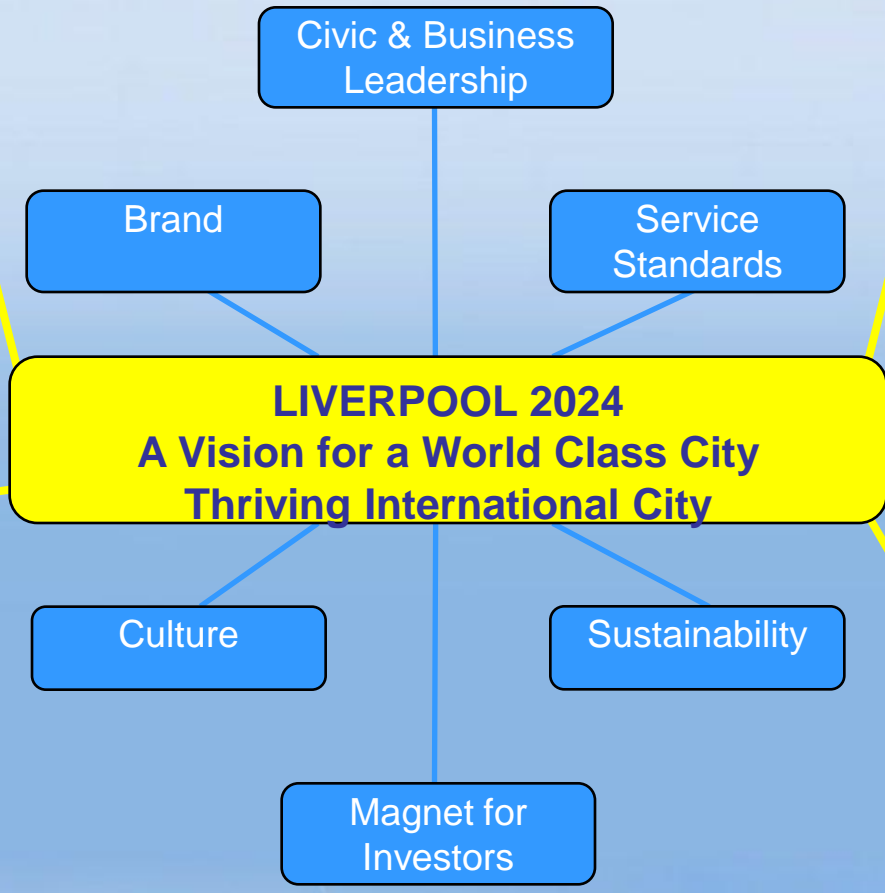 Civic & Business
Leadership
Brand
Service
Standards
LIVERPOOL 2024
A Vision for a World Class City
Thriving International City
Culture
Sustainability
Magnet for
Investors